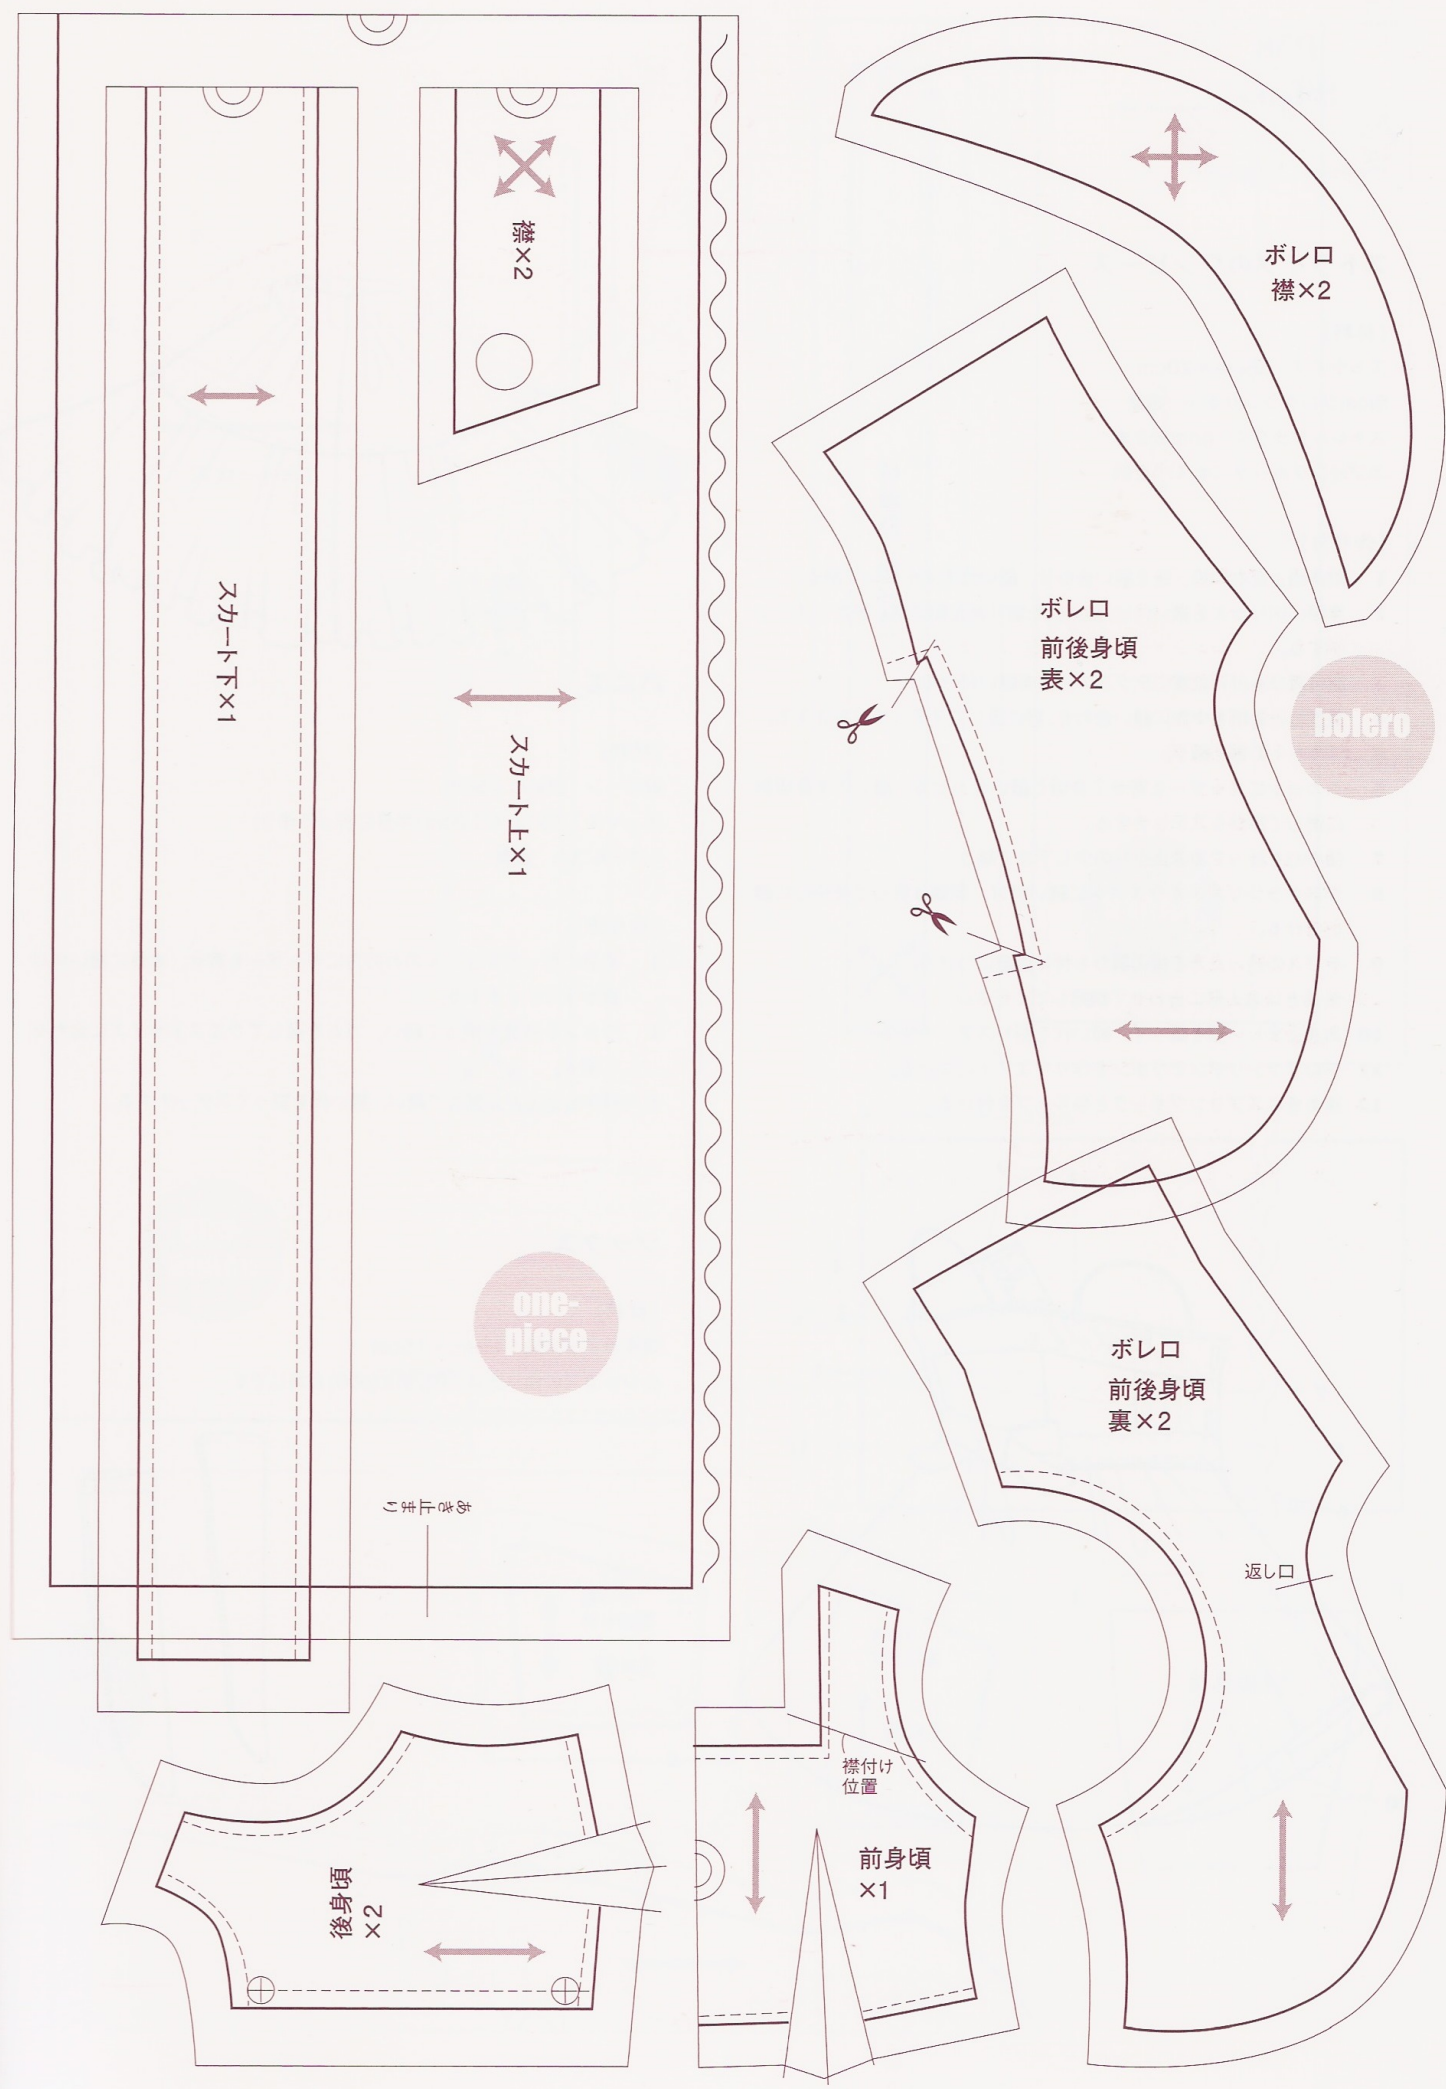 襟×2
スカート下×1
スカート上×1
one-
piece
あき止まり
ボレロ
襟×2
ボレロ
前後身頃
表×2
bolero
ボレロ
前後身頃
裏×2
返し口
襟付け
位置
前身頃
×1
後身頃
×2